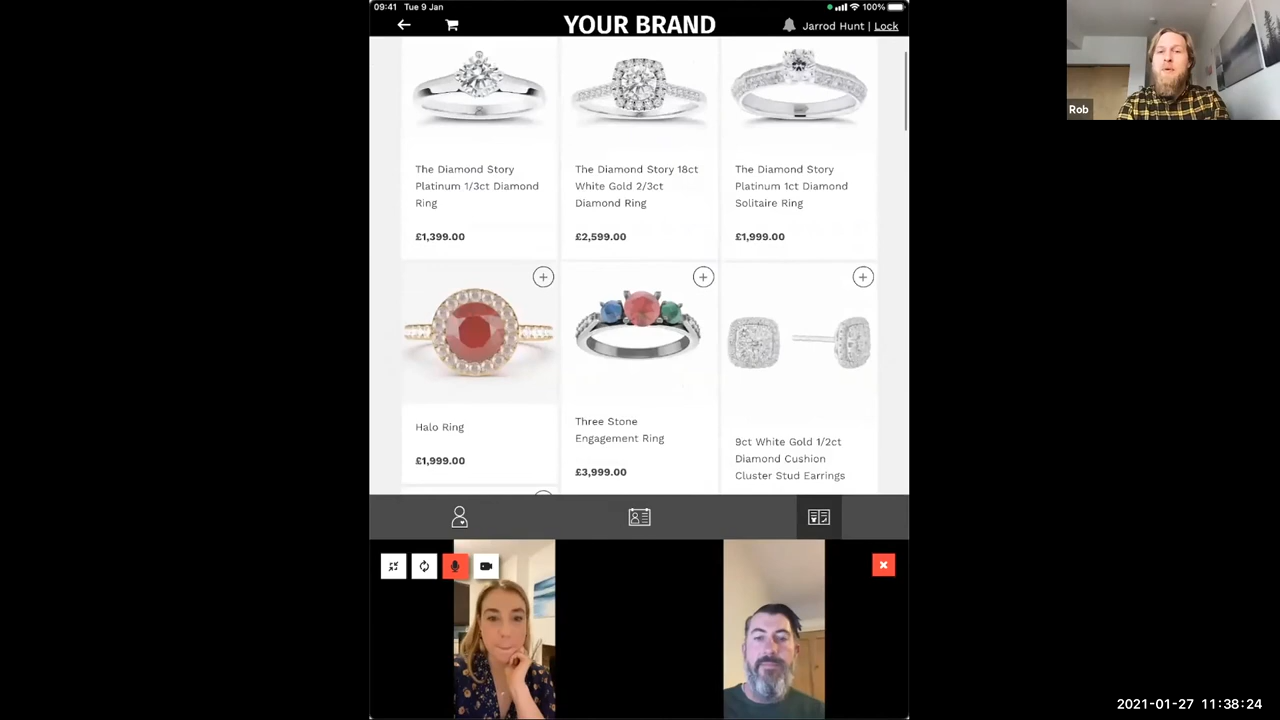 09:41 Tue 9 Jan
100%
YOUR BRAND
Jarrod Hunt | Lock
Rob
The Diamond Story
Platinum 1/3ct Diamond
Ring
£1,399.00
The Diamond Story 18ct
White Gold 2/3ct
Diamond Ring
£2,599.00
The Diamond Story
Platinum 1ct Diamond
Solitaire Ring
£1,999.00
Halo Ring
£1,999.00
Three Stone
Engagement Ring
£3,999.00
9ct White Gold 1/2ct
Diamond Cushion
Cluster Stud Earrings
2021-01-27 11:38:24